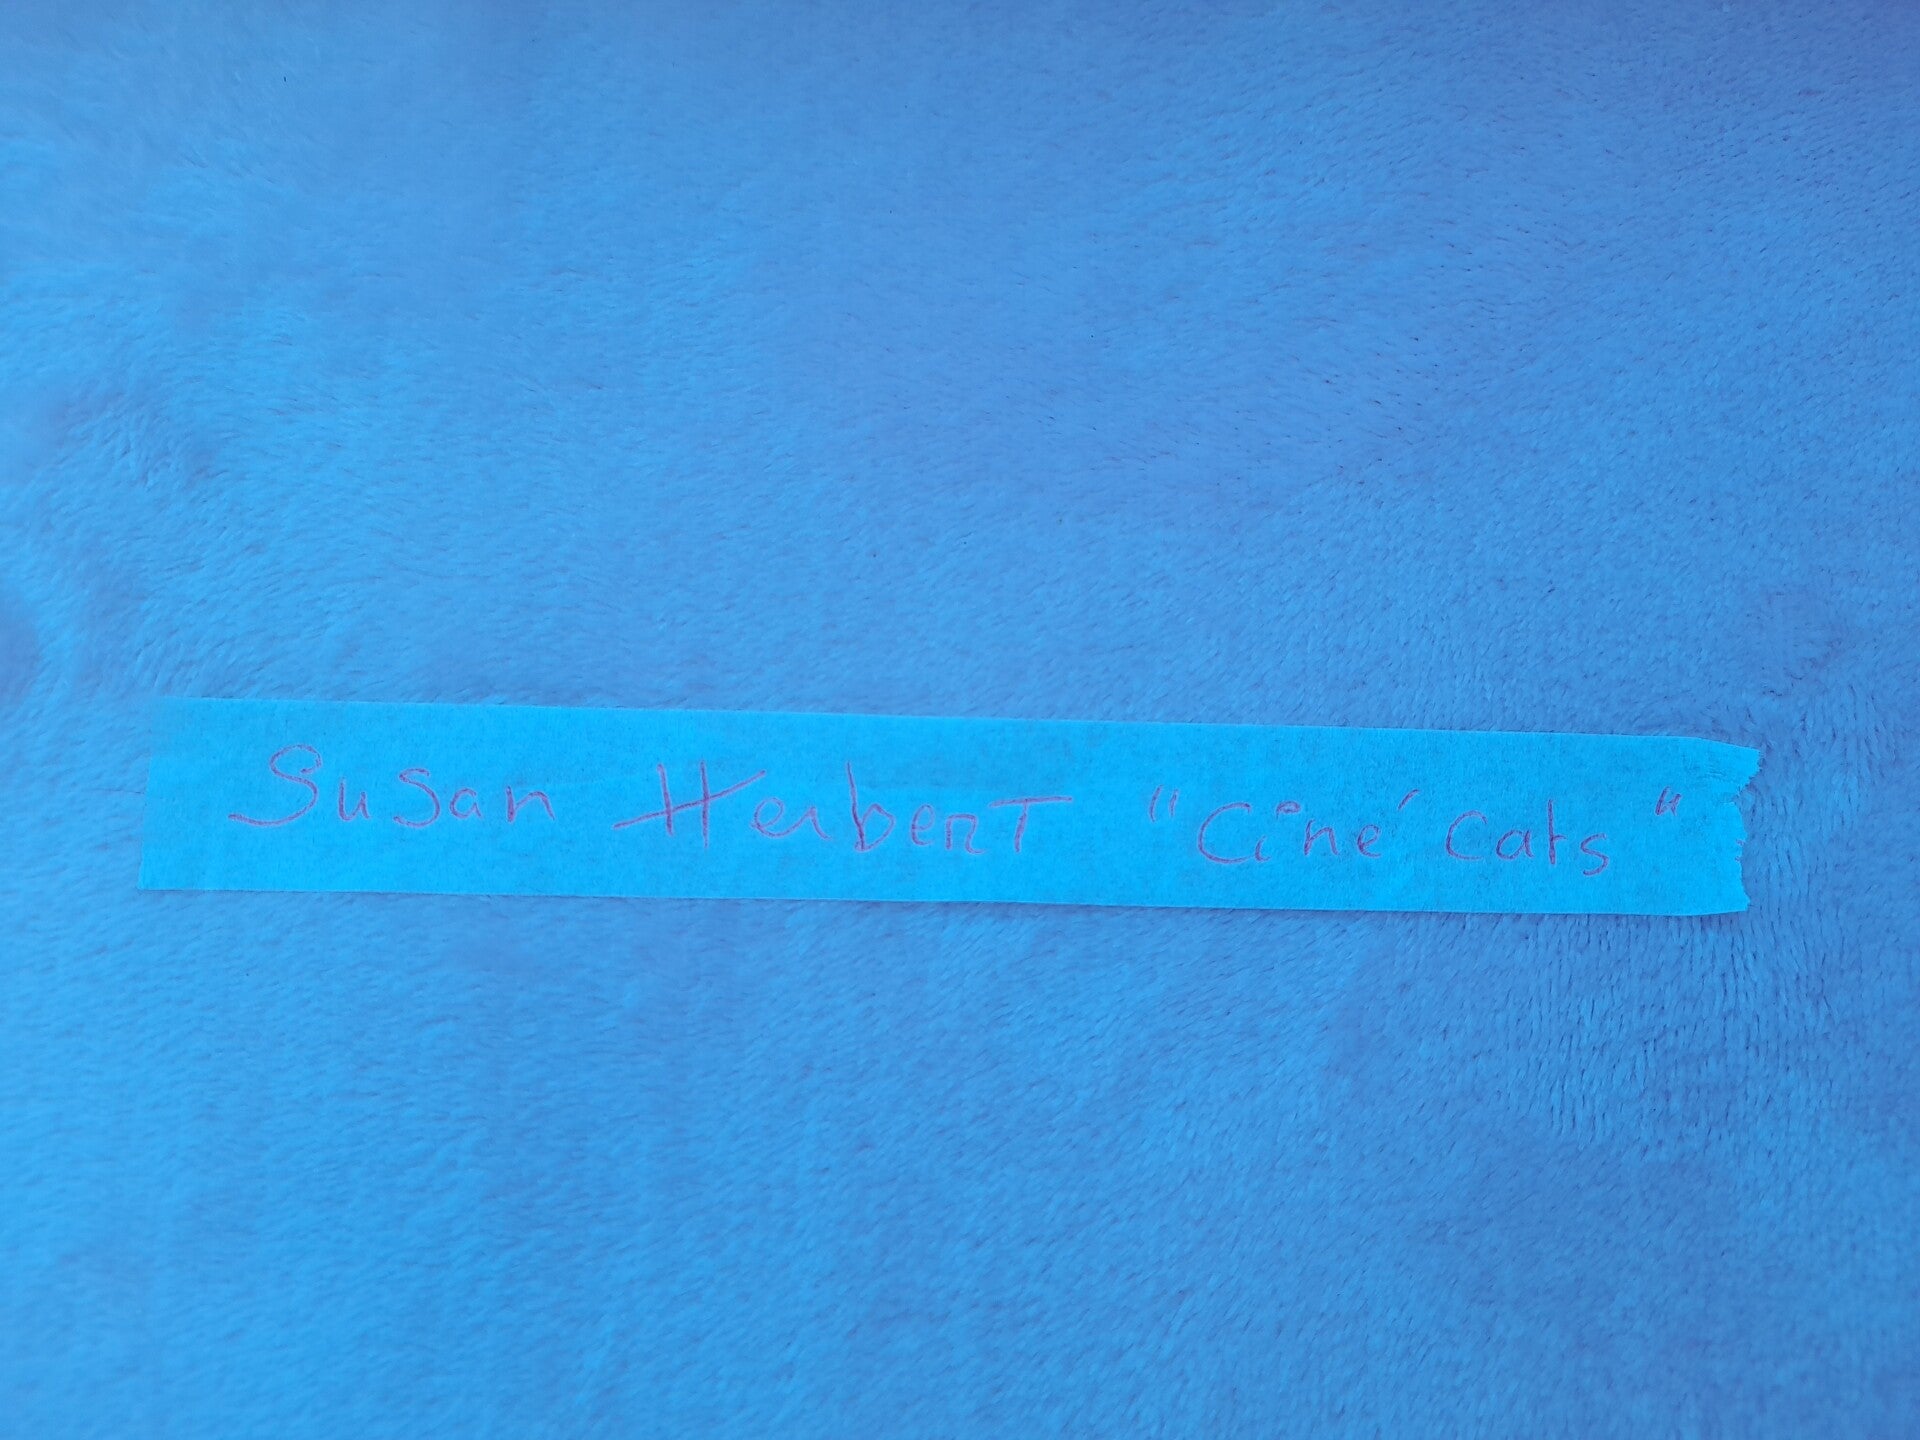 Susan Herbert "Ciné Cats"